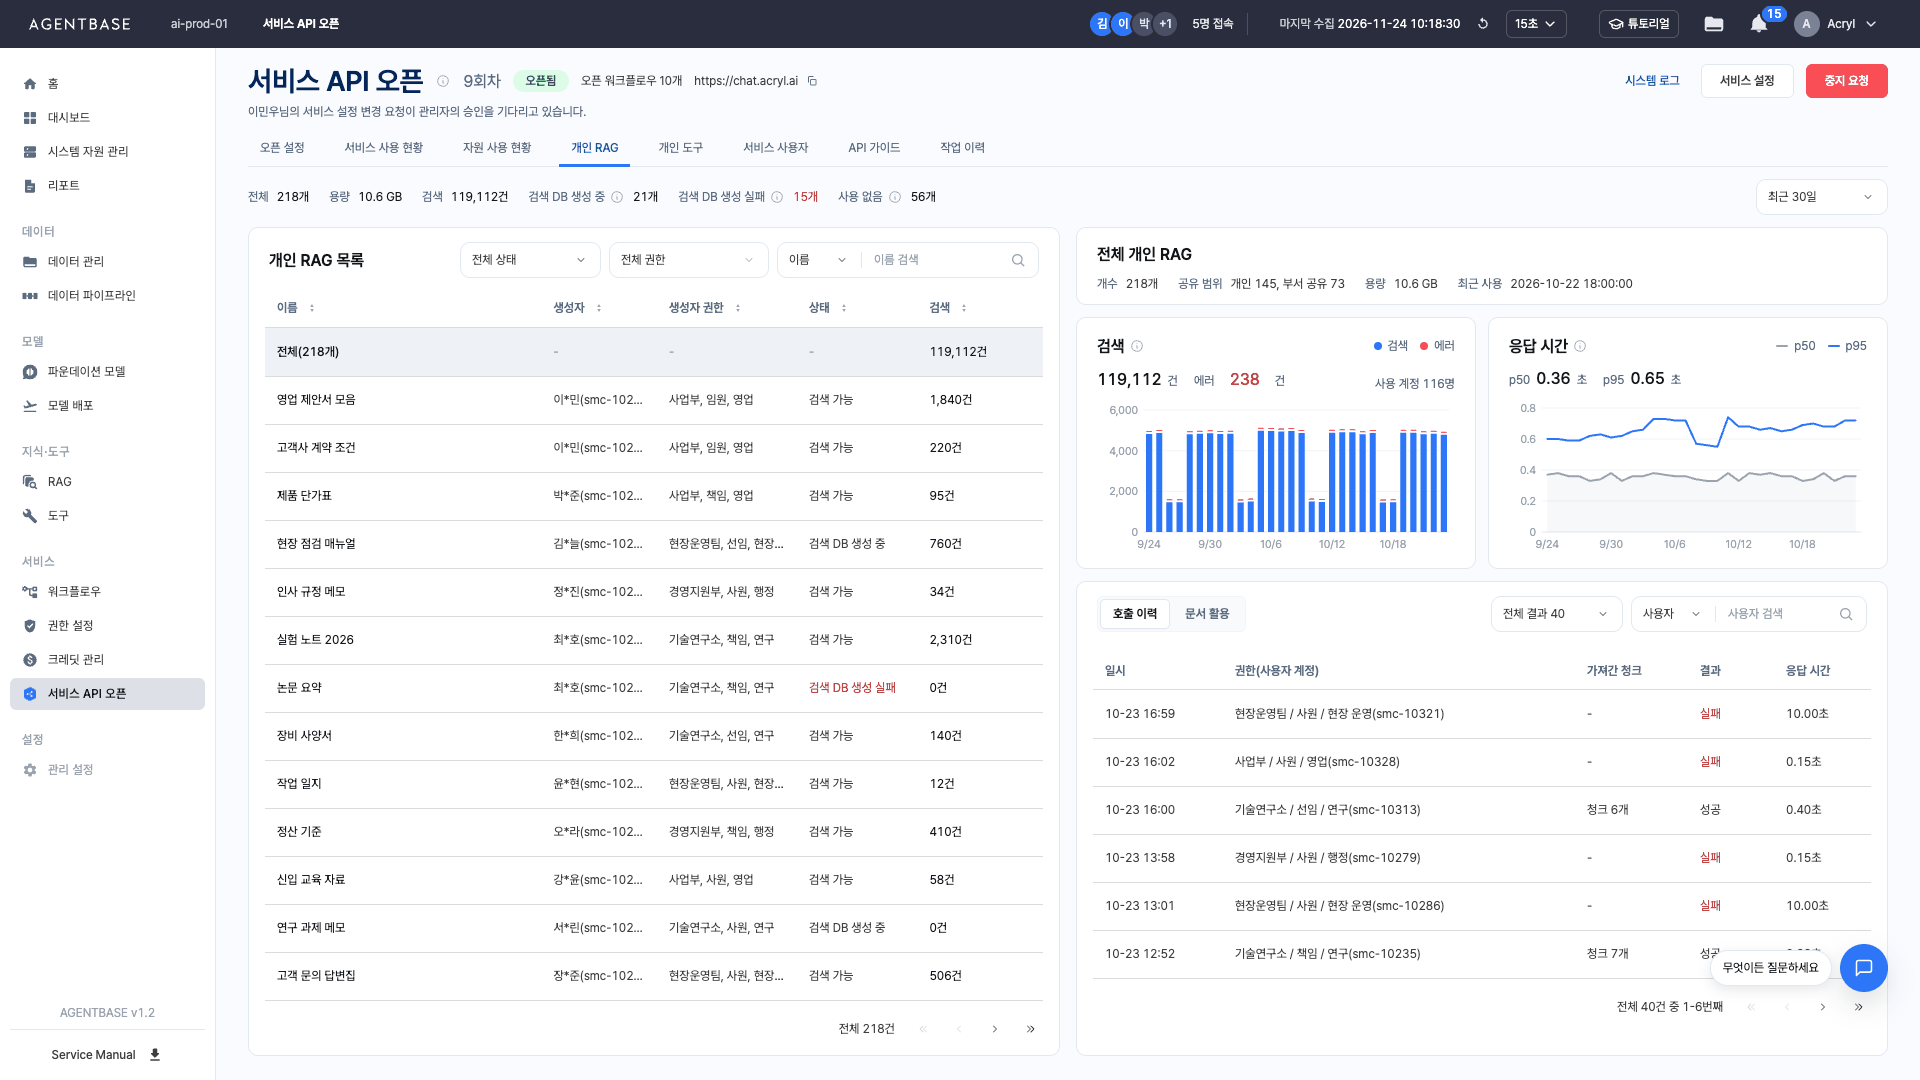 AGENTBASE
ai-prod-01
서비스 API 오픈
김 이 박 +1 5명 접속
마지막 수집 2026-11-24 10:18:30
15초
튜토리얼
15
A Acryl
홈
대시보드
시스템 자원 관리
리포트
데이터
데이터 관리
데이터 파이프라인
모델
파운데이션 모델
모델 배포
지식·도구
RAG
도구
서비스
워크플로우
권한 설정
크레딧 관리
서비스 API 오픈
설정
관리 설정
AGENTBASE v1.2
Service Manual
서비스 API 오픈 9회차 오픈됨 오픈 워크플로우 10개 https://chat.acryl.ai
시스템 로그 서비스 설정 중지 요청
이민우님의 서비스 설정 변경 요청이 관리자의 승인을 기다리고 있습니다.
오픈 설정 서비스 사용 현황 자원 사용 현황 개인 RAG 개인 도구 서비스 사용자 API 가이드 작업 이력
전체 218개 용량 10.6 GB 검색 119,112건 검색 DB 생성 중 21개 검색 DB 생성 실패 15개 사용 없음 56개
최근 30일
개인 RAG 목록 전체 상태 전체 권한 이름 이름 검색
이름 생성자 생성자 권한 상태 검색
전체(218개) - - - 119,112건
영업 제안서 모음 이*민(smc-102... 사업부, 임원, 영업 검색 가능 1,840건
고객사 계약 조건 이*민(smc-102... 사업부, 임원, 영업 검색 가능 220건
제품 단가표 박*준(smc-102... 사업부, 책임, 영업 검색 가능 95건
현장 점검 매뉴얼 김*늘(smc-102... 현장운영팀, 선임, 현장... 검색 DB 생성 중 760건
인사 규정 메모 정*진(smc-102... 경영지원부, 사원, 행정 검색 가능 34건
실험 노트 2026 최*호(smc-102... 기술연구소, 책임, 연구 검색 가능 2,310건
논문 요약 최*호(smc-102... 기술연구소, 책임, 연구 검색 DB 생성 실패 0건
장비 사양서 한*희(smc-102... 기술연구소, 선임, 연구 검색 가능 140건
작업 일지 윤*현(smc-102... 현장운영팀, 사원, 현장... 검색 가능 12건
정산 기준 오*라(smc-102... 경영지원부, 책임, 행정 검색 가능 410건
신입 교육 자료 강*윤(smc-102... 사업부, 사원, 영업 검색 가능 58건
연구 과제 메모 서*린(smc-102... 기술연구소, 사원, 연구 검색 DB 생성 중 0건
고객 문의 답변집 장*준(smc-102... 현장운영팀, 사원, 현장... 검색 가능 506건
전체 218건
전체 개인 RAG
개수 218개 공유 범위 개인 145, 부서 공유 73 용량 10.6 GB 최근 사용 2026-10-22 18:00:00
검색 검색 에러
119,112 건 에러 238 건 사용 계정 116명
6,000
4,000
2,000
0
9/24 9/30 10/6 10/12 10/18
응답 시간 p50 p95
p50 0.36 초 p95 0.65 초
0.8
0.6
0.4
0.2
0
9/24 9/30 10/6 10/12 10/18
호출 이력 문서 활용 전체 결과 40 사용자 사용자 검색
일시 권한(사용자 계정) 가져간 청크 결과 응답 시간
10-23 16:59 현장운영팀 / 사원 / 현장 운영(smc-10321) - 실패 10.00초
10-23 16:02 사업부 / 사원 / 영업(smc-10328) - 실패 0.15초
10-23 16:00 기술연구소 / 선임 / 연구(smc-10313) 청크 6개 성공 0.40초
10-23 13:58 경영지원부 / 사원 / 행정(smc-10279) - 실패 0.15초
10-23 13:01 현장운영팀 / 사원 / 현장 운영(smc-10286) - 실패 10.00초
10-23 12:52 기술연구소 / 책임 / 연구(smc-10235) 청크 7개 성공
무엇이든 질문하세요
전체 40건 중 1-6번째